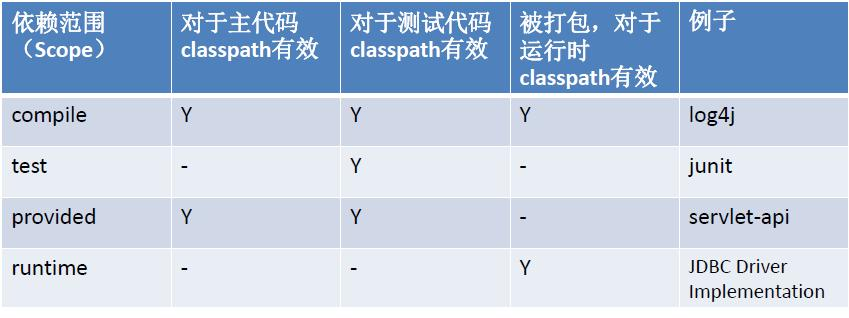 依赖范围
（Scope）
对于主代码
classpath有效
对于测试代码
classpath有效
被打包，对于
运行时
classpath有效
例子
compile
Y
Y
Y
log4j
test
-
Y
-
junit
provided
Y
Y
-
servlet-api
runtime
-
-
Y
JDBC Driver
Implementation